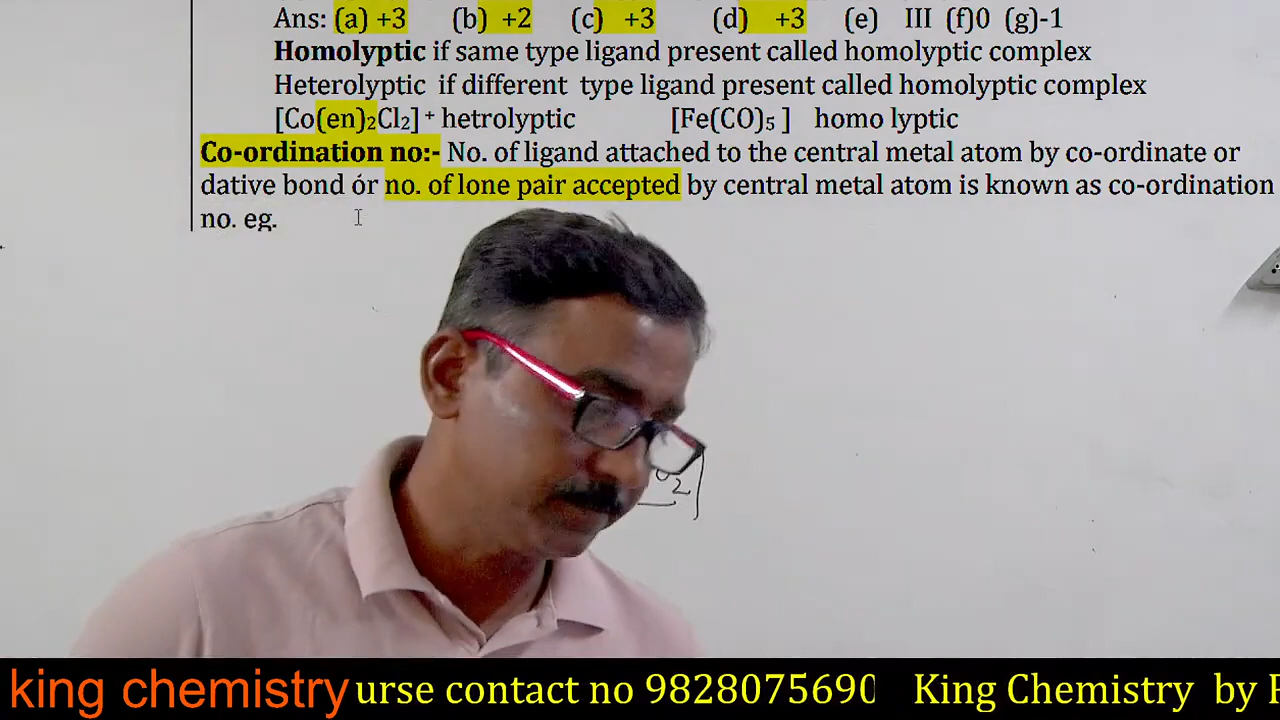 Ans: (a) +3 (b) +2 (c) +3 (d) +3 (e) III (f)0 (g)-1
Homolyptic if same type ligand present called homolyptic complex
Heterolyptic if different type ligand present called homolyptic complex
[Co(en)₂Cl₂]⁺ hetrolyptic [Fe(CO)₅ ] homo lyptic
Co-ordination no:- No. of ligand attached to the central metal atom by co-ordinate or
dative bond ór no. of lone pair accepted by central metal atom is known as co-ordination
no. eg.
king chemistry urse contact no 9828075690 King Chemistry by